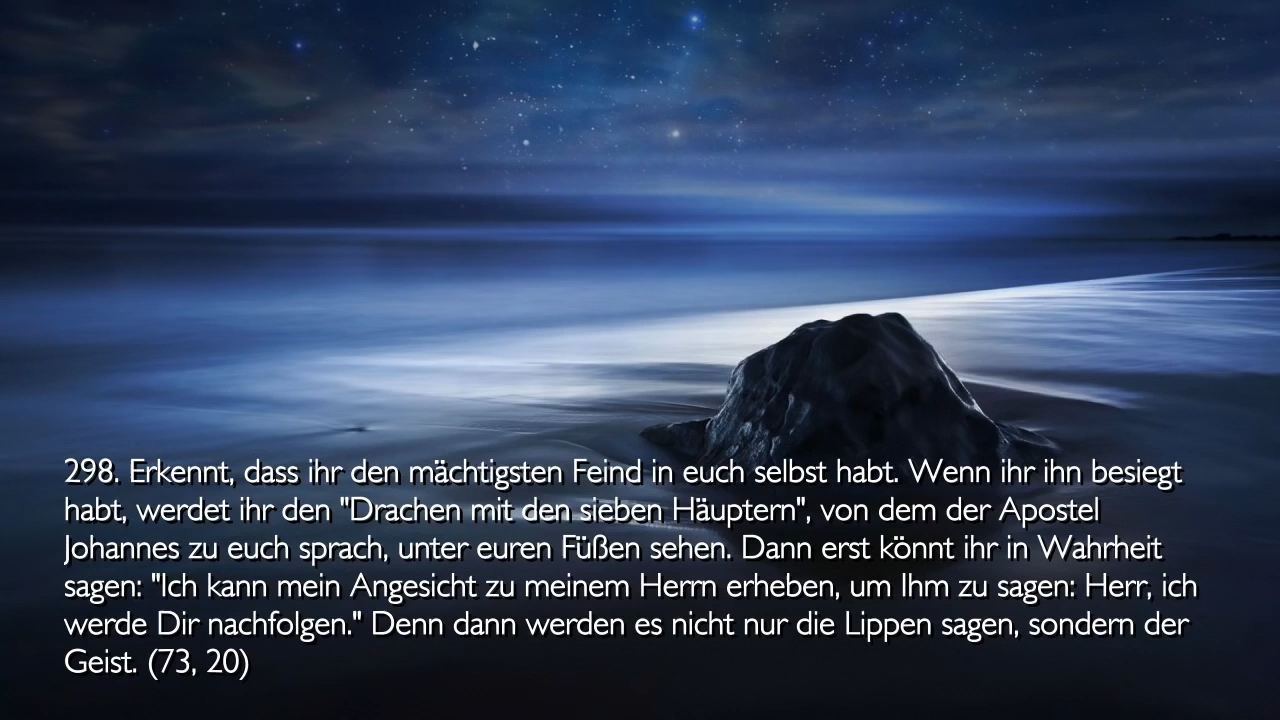 298. Erkennt, dass ihr den mächtigsten Feind in euch selbst habt. Wenn ihr ihn besiegt
habt, werdet ihr den "Drachen mit den sieben Häuptern", von dem der Apostel
Johannes zu euch sprach, unter euren Füßen sehen. Dann erst könnt ihr in Wahrheit
sagen: "Ich kann mein Angesicht zu meinem Herrn erheben, um Ihm zu sagen: Herr, ich
werde Dir nachfolgen." Denn dann werden es nicht nur die Lippen sagen, sondern der
Geist. (73, 20)